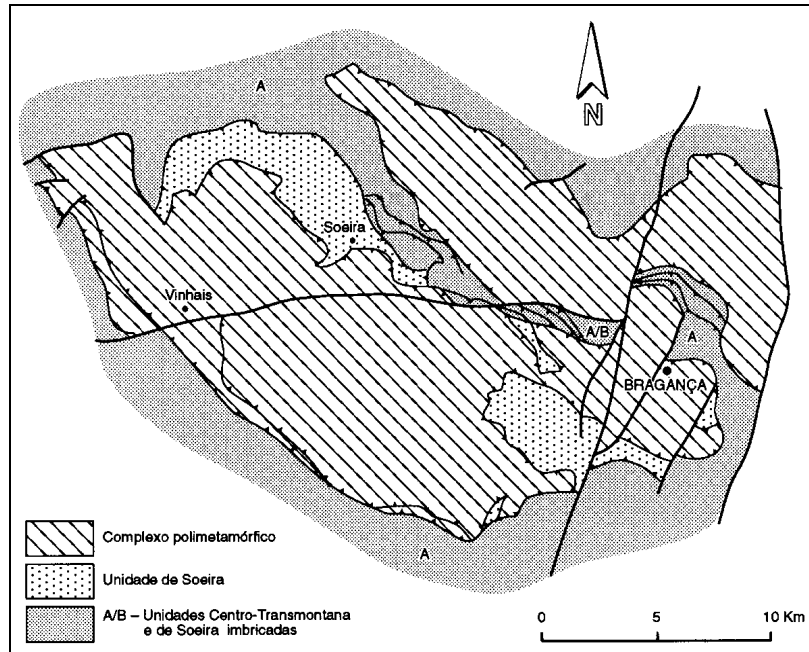 A
N
Soeira
Vinhais
A/B
A
BRAGANÇA
A
Complexo polimetamórfico
Unidade de Soeira
A/B – Unidades Centro-Transmontana
e de Soeira imbricadas
0 5 10 Km